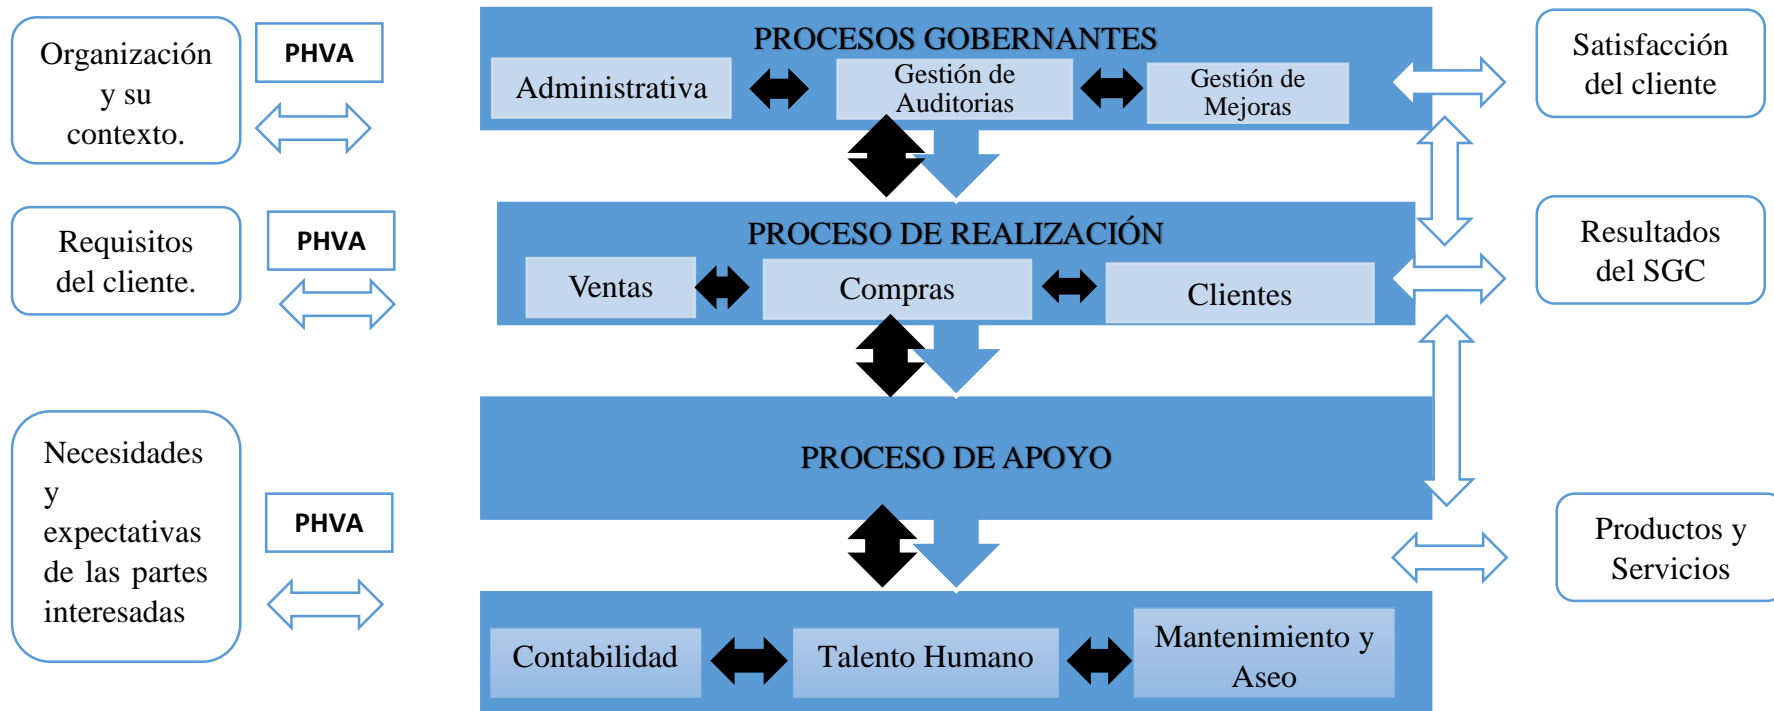 Organización
y su
contexto.
PHVA
Requisitos
del cliente.
PHVA
Necesidades
y
expectativas
de las partes
interesadas
PHVA
PROCESOS GOBERNANTES
Administrativa
Gestión de
Auditorias
Gestión de
Mejoras
PROCESO DE REALIZACIÓN
Ventas
Compras
Clientes
PROCESO DE APOYO
Contabilidad
Talento Humano
Mantenimiento y
Aseo
Satisfacción
del cliente
Resultados
del SGC
Productos y
Servicios